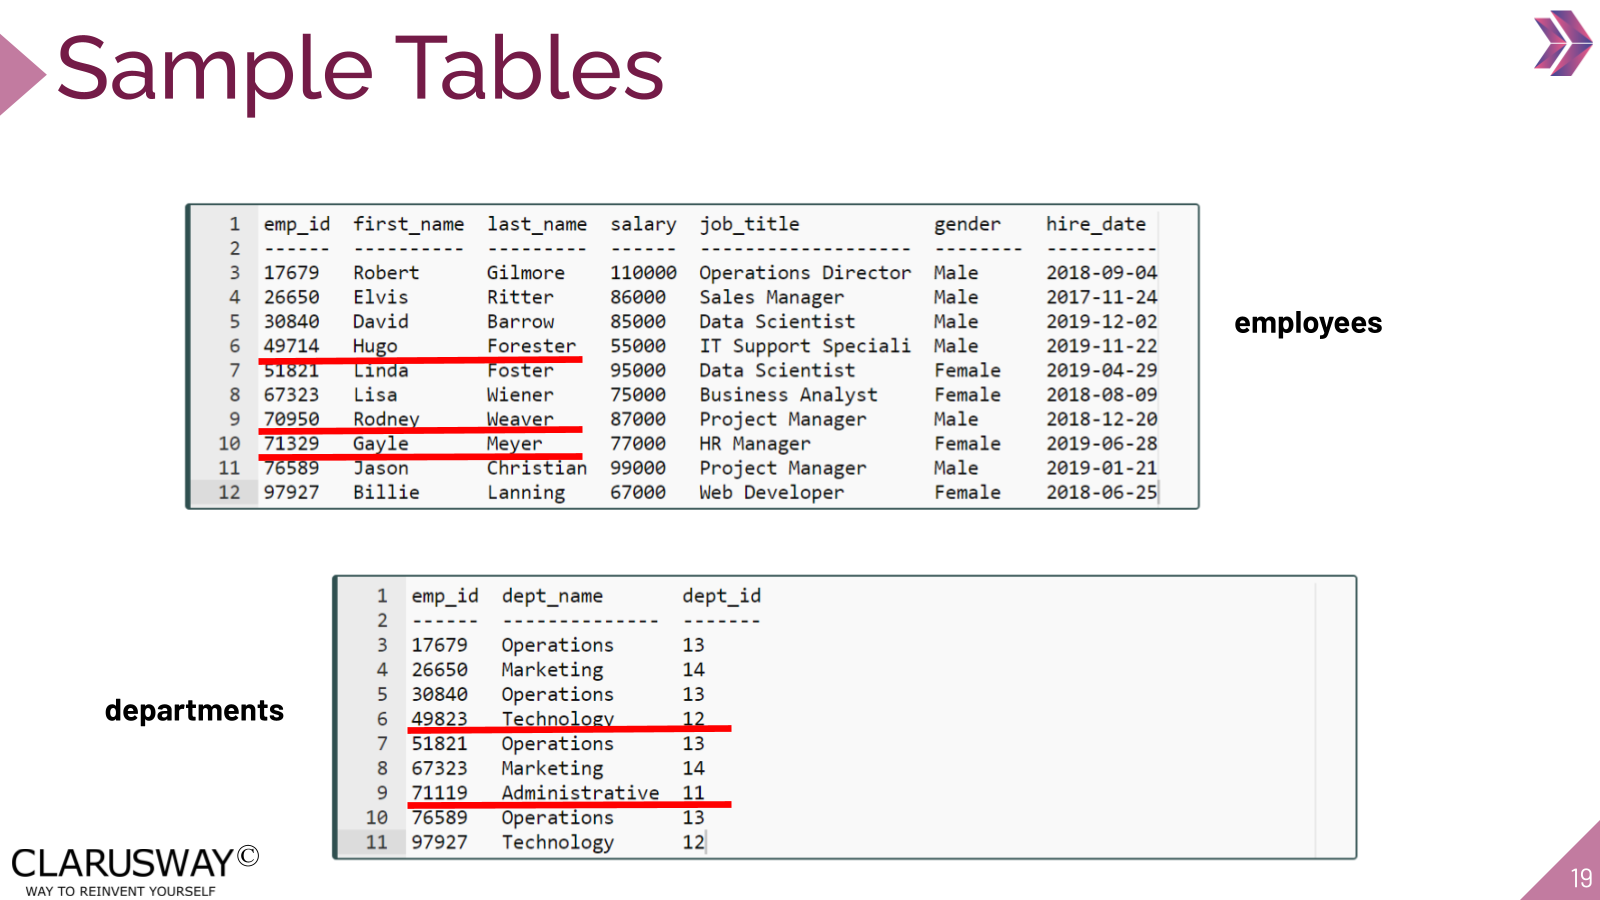 Sample Tables
1 emp_id first_name last_name salary job_title gender hire_date
2 ------ ---------- --------- ------ ------------------- -------- ----------
3 17679 Robert Gilmore 110000 Operations Director Male 2018-09-04
4 26650 Elvis Ritter 86000 Sales Manager Male 2017-11-24
5 30840 David Barrow 85000 Data Scientist Male 2019-12-02
6 49714 Hugo Forester 55000 IT Support Speciali Male 2019-11-22
7 51821 Linda Foster 95000 Data Scientist Female 2019-04-29
8 67323 Lisa Wiener 75000 Business Analyst Female 2018-08-09
9 70950 Rodney Weaver 87000 Project Manager Male 2018-12-20
10 71329 Gayle Meyer 77000 HR Manager Female 2019-06-28
11 76589 Jason Christian 99000 Project Manager Male 2019-01-21
12 97927 Billie Lanning 67000 Web Developer Female 2018-06-25
employees
departments
1 emp_id dept_name dept_id
2 ------ -------------- -------
3 17679 Operations 13
4 26650 Marketing 14
5 30840 Operations 13
6 49823 Technology 12
7 51821 Operations 13
8 67323 Marketing 14
9 71119 Administrative 11
10 76589 Operations 13
11 97927 Technology 12
CLARUSWAY©
WAY TO REINVENT YOURSELF
19